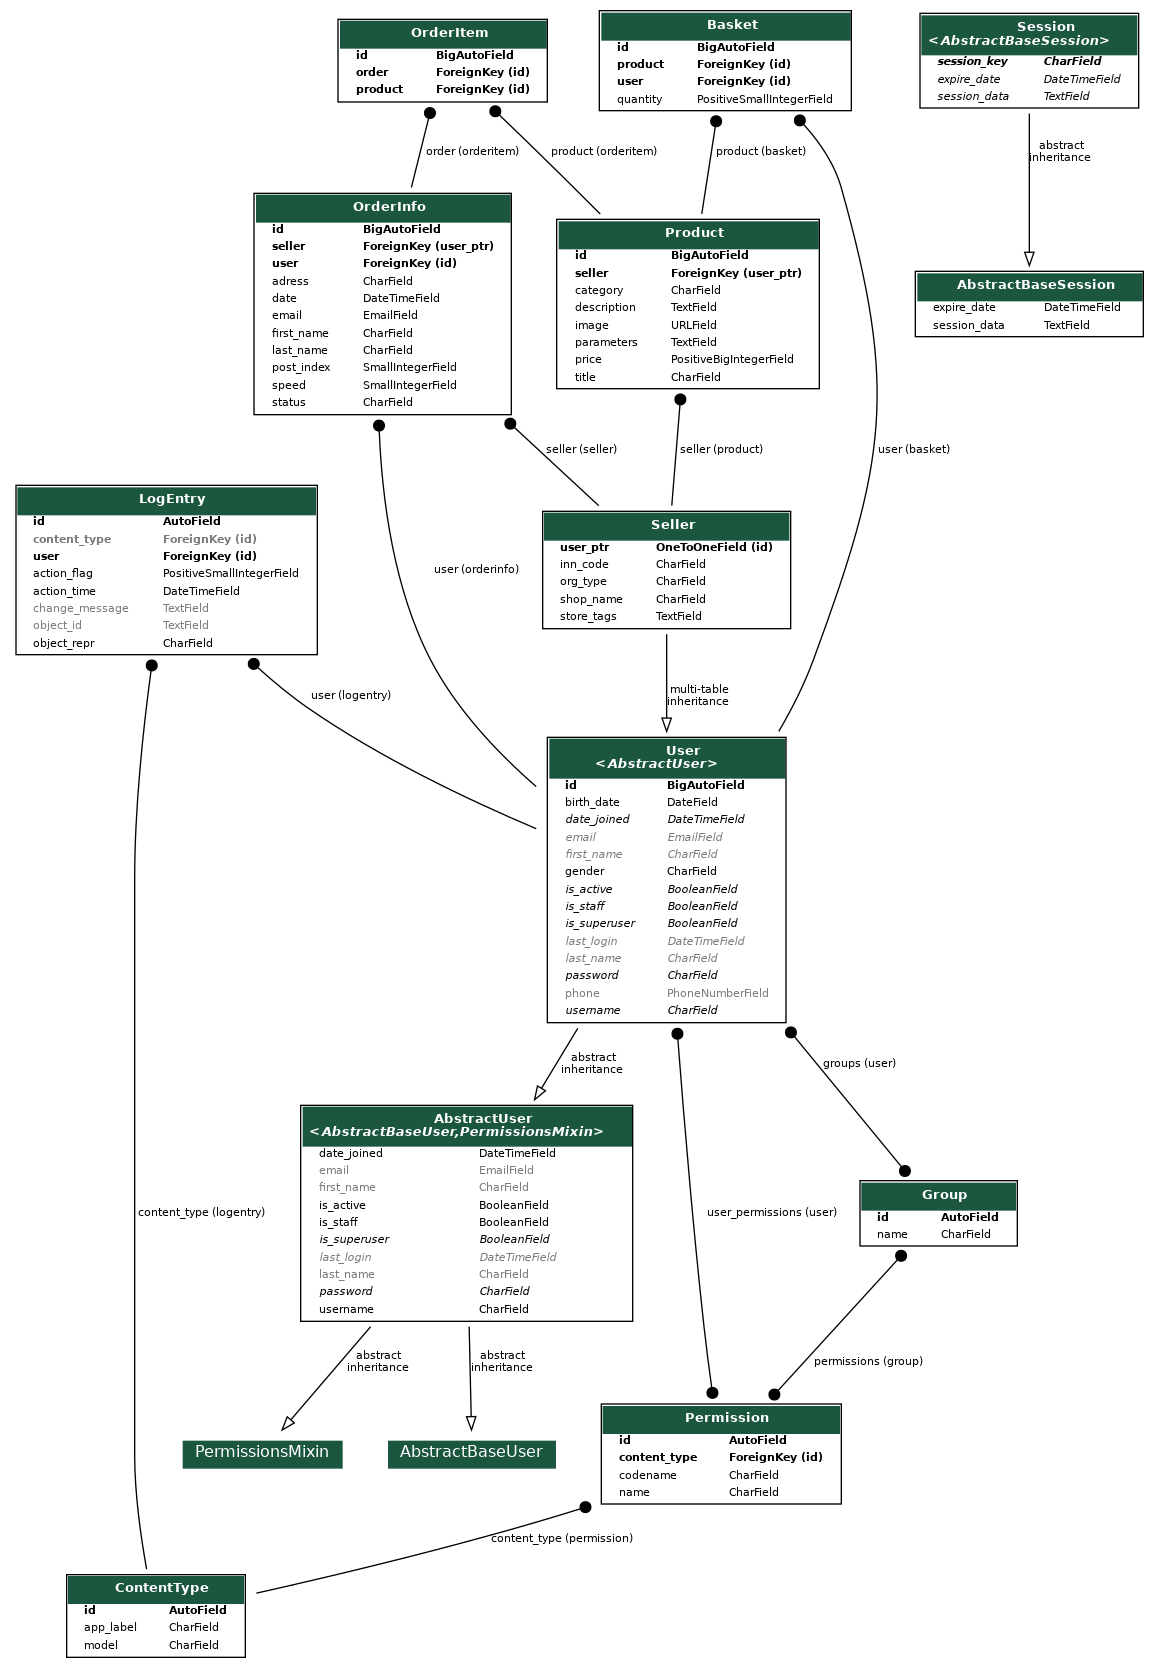 OrderItem
id BigAutoField
order ForeignKey (id)
product ForeignKey (id)
Basket
id BigAutoField
product ForeignKey (id)
user ForeignKey (id)
quantity PositiveSmallIntegerField
Session
<AbstractBaseSession>
session_key CharField
expire_date DateTimeField
session_data TextField
order (orderitem)
product (orderitem)
product (basket)
abstract
inheritance
OrderInfo
id BigAutoField
seller ForeignKey (user_ptr)
user ForeignKey (id)
adress CharField
date DateTimeField
email EmailField
first_name CharField
last_name CharField
post_index SmallIntegerField
speed SmallIntegerField
status CharField
Product
id BigAutoField
seller ForeignKey (user_ptr)
category CharField
description TextField
image URLField
parameters TextField
price PositiveBigIntegerField
title CharField
AbstractBaseSession
expire_date DateTimeField
session_data TextField
seller (seller)
seller (product)
user (basket)
LogEntry
id AutoField
content_type ForeignKey (id)
user ForeignKey (id)
action_flag PositiveSmallIntegerField
action_time DateTimeField
change_message TextField
object_id TextField
object_repr CharField
user (orderinfo)
Seller
user_ptr OneToOneField (id)
inn_code CharField
org_type CharField
shop_name CharField
store_tags TextField
user (logentry)
multi-table
inheritance
User
<AbstractUser>
id BigAutoField
birth_date DateField
date_joined DateTimeField
email EmailField
first_name CharField
gender CharField
is_active BooleanField
is_staff BooleanField
is_superuser BooleanField
last_login DateTimeField
last_name CharField
password CharField
phone PhoneNumberField
username CharField
abstract
inheritance
groups (user)
AbstractUser
<AbstractBaseUser,PermissionsMixin>
date_joined DateTimeField
email EmailField
first_name CharField
is_active BooleanField
is_staff BooleanField
is_superuser BooleanField
last_login DateTimeField
last_name CharField
password CharField
username CharField
content_type (logentry)
user_permissions (user)
Group
id AutoField
name CharField
abstract
inheritance
abstract
inheritance
permissions (group)
PermissionsMixin
AbstractBaseUser
Permission
id AutoField
content_type ForeignKey (id)
codename CharField
name CharField
content_type (permission)
ContentType
id AutoField
app_label CharField
model CharField